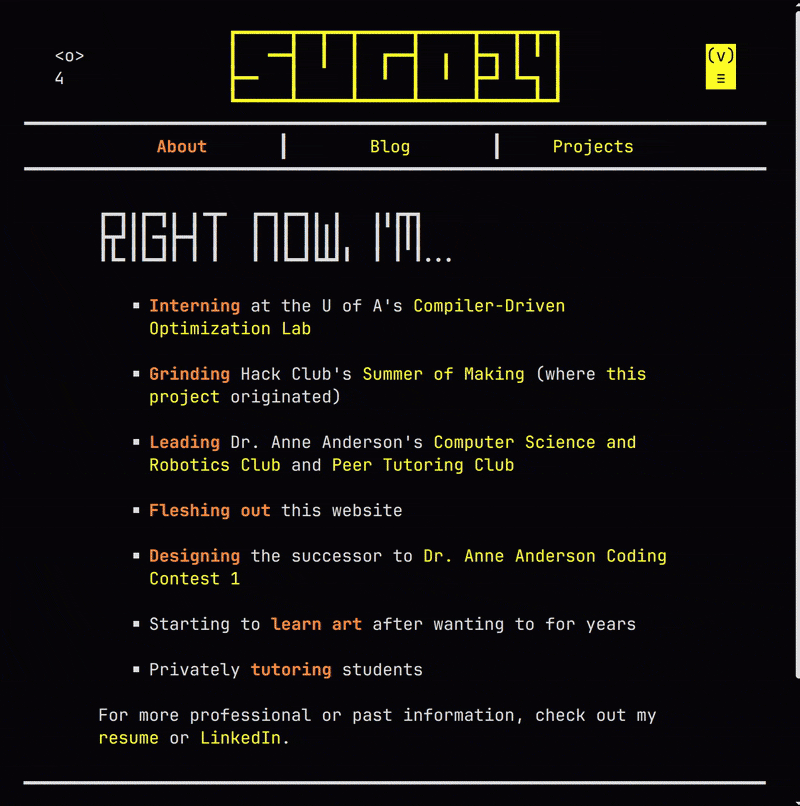 <o>
4
SUGO14
(v)
≡
About
Blog
Projects
RIGHT NOW, I'M...
▪ Interning at the U of A's Compiler-Driven
Optimization Lab
▪ Grinding Hack Club's Summer of Making (where this
project originated)
▪ Leading Dr. Anne Anderson's Computer Science and
Robotics Club and Peer Tutoring Club
▪ Fleshing out this website
▪ Designing the successor to Dr. Anne Anderson Coding
Contest 1
▪ Starting to learn art after wanting to for years
▪ Privately tutoring students
For more professional or past information, check out my
resume or LinkedIn.